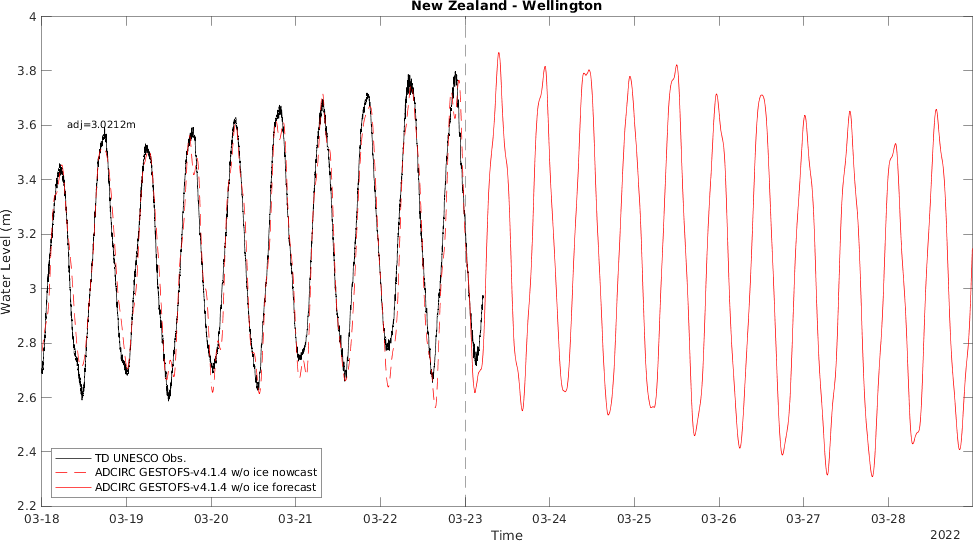 New Zealand - Wellington
4
3.8
3.6
3.4
3.2
3
2.8
2.6
2.4
2.2
Water Level (m)
adj=3.0212m
TD UNESCO Obs.
ADCIRC GESTOFS-v4.1.4 w/o ice nowcast
ADCIRC GESTOFS-v4.1.4 w/o ice forecast
03-18 03-19 03-20 03-21 03-22 03-23 03-24 03-25 03-26 03-27 03-28
Time
2022